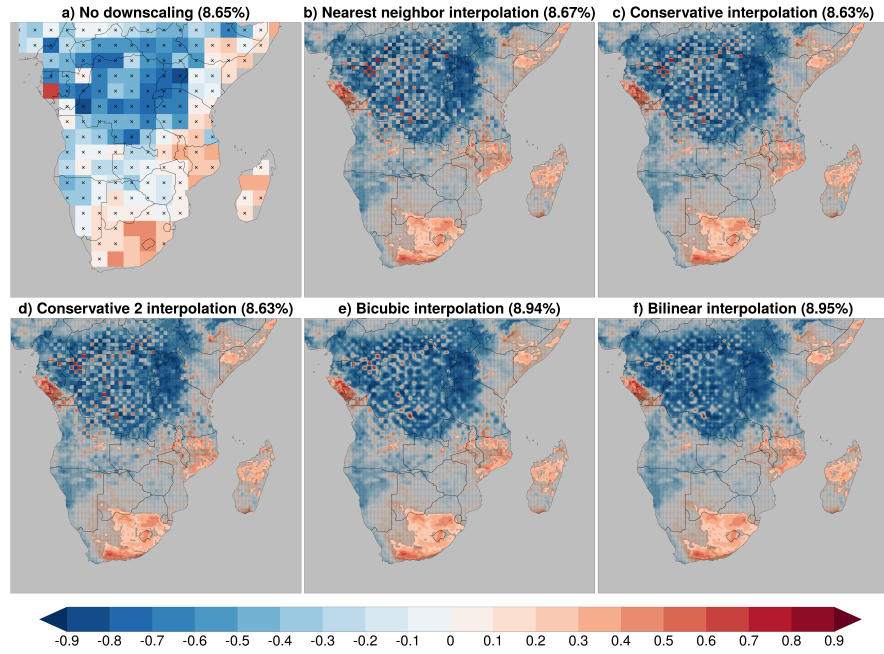 a) No downscaling (8.65%)
b) Nearest neighbor interpolation (8.67%)
c) Conservative interpolation (8.63%)
d) Conservative 2 interpolation (8.63%)
e) Bicubic interpolation (8.94%)
f) Bilinear interpolation (8.95%)
-0.9 -0.8 -0.7 -0.6 -0.5 -0.4 -0.3 -0.2 -0.1 0 0.1 0.2 0.3 0.4 0.5 0.6 0.7 0.8 0.9